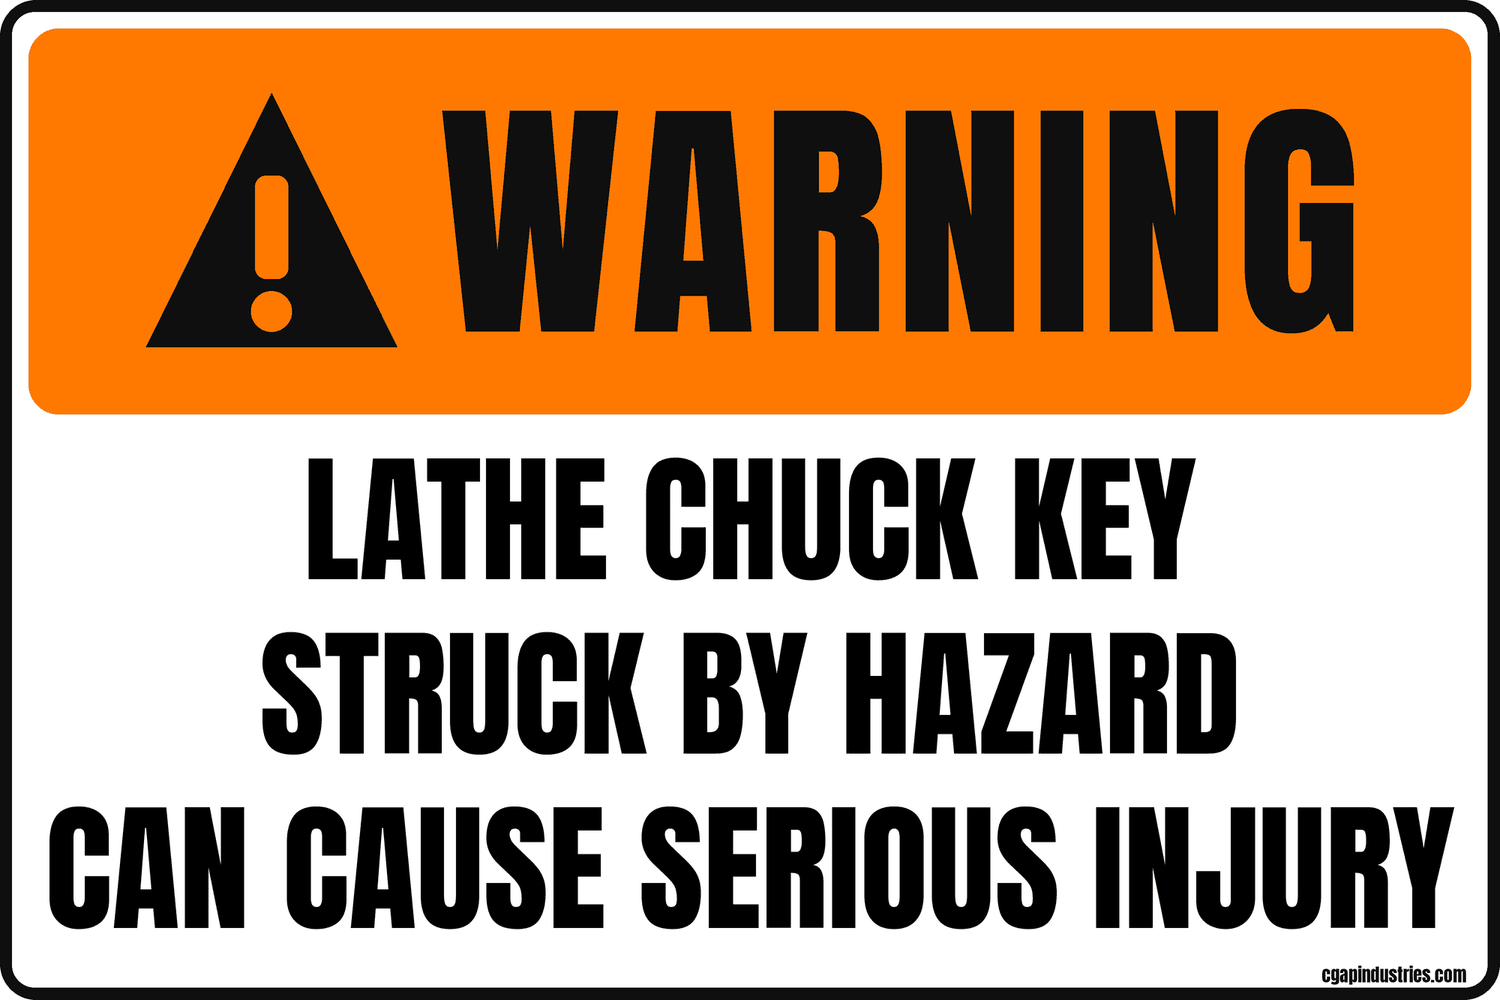 WARNING
LATHE CHUCK KEY
STRUCK BY HAZARD
CAN CAUSE SERIOUS INJURY
cgapindustries.com